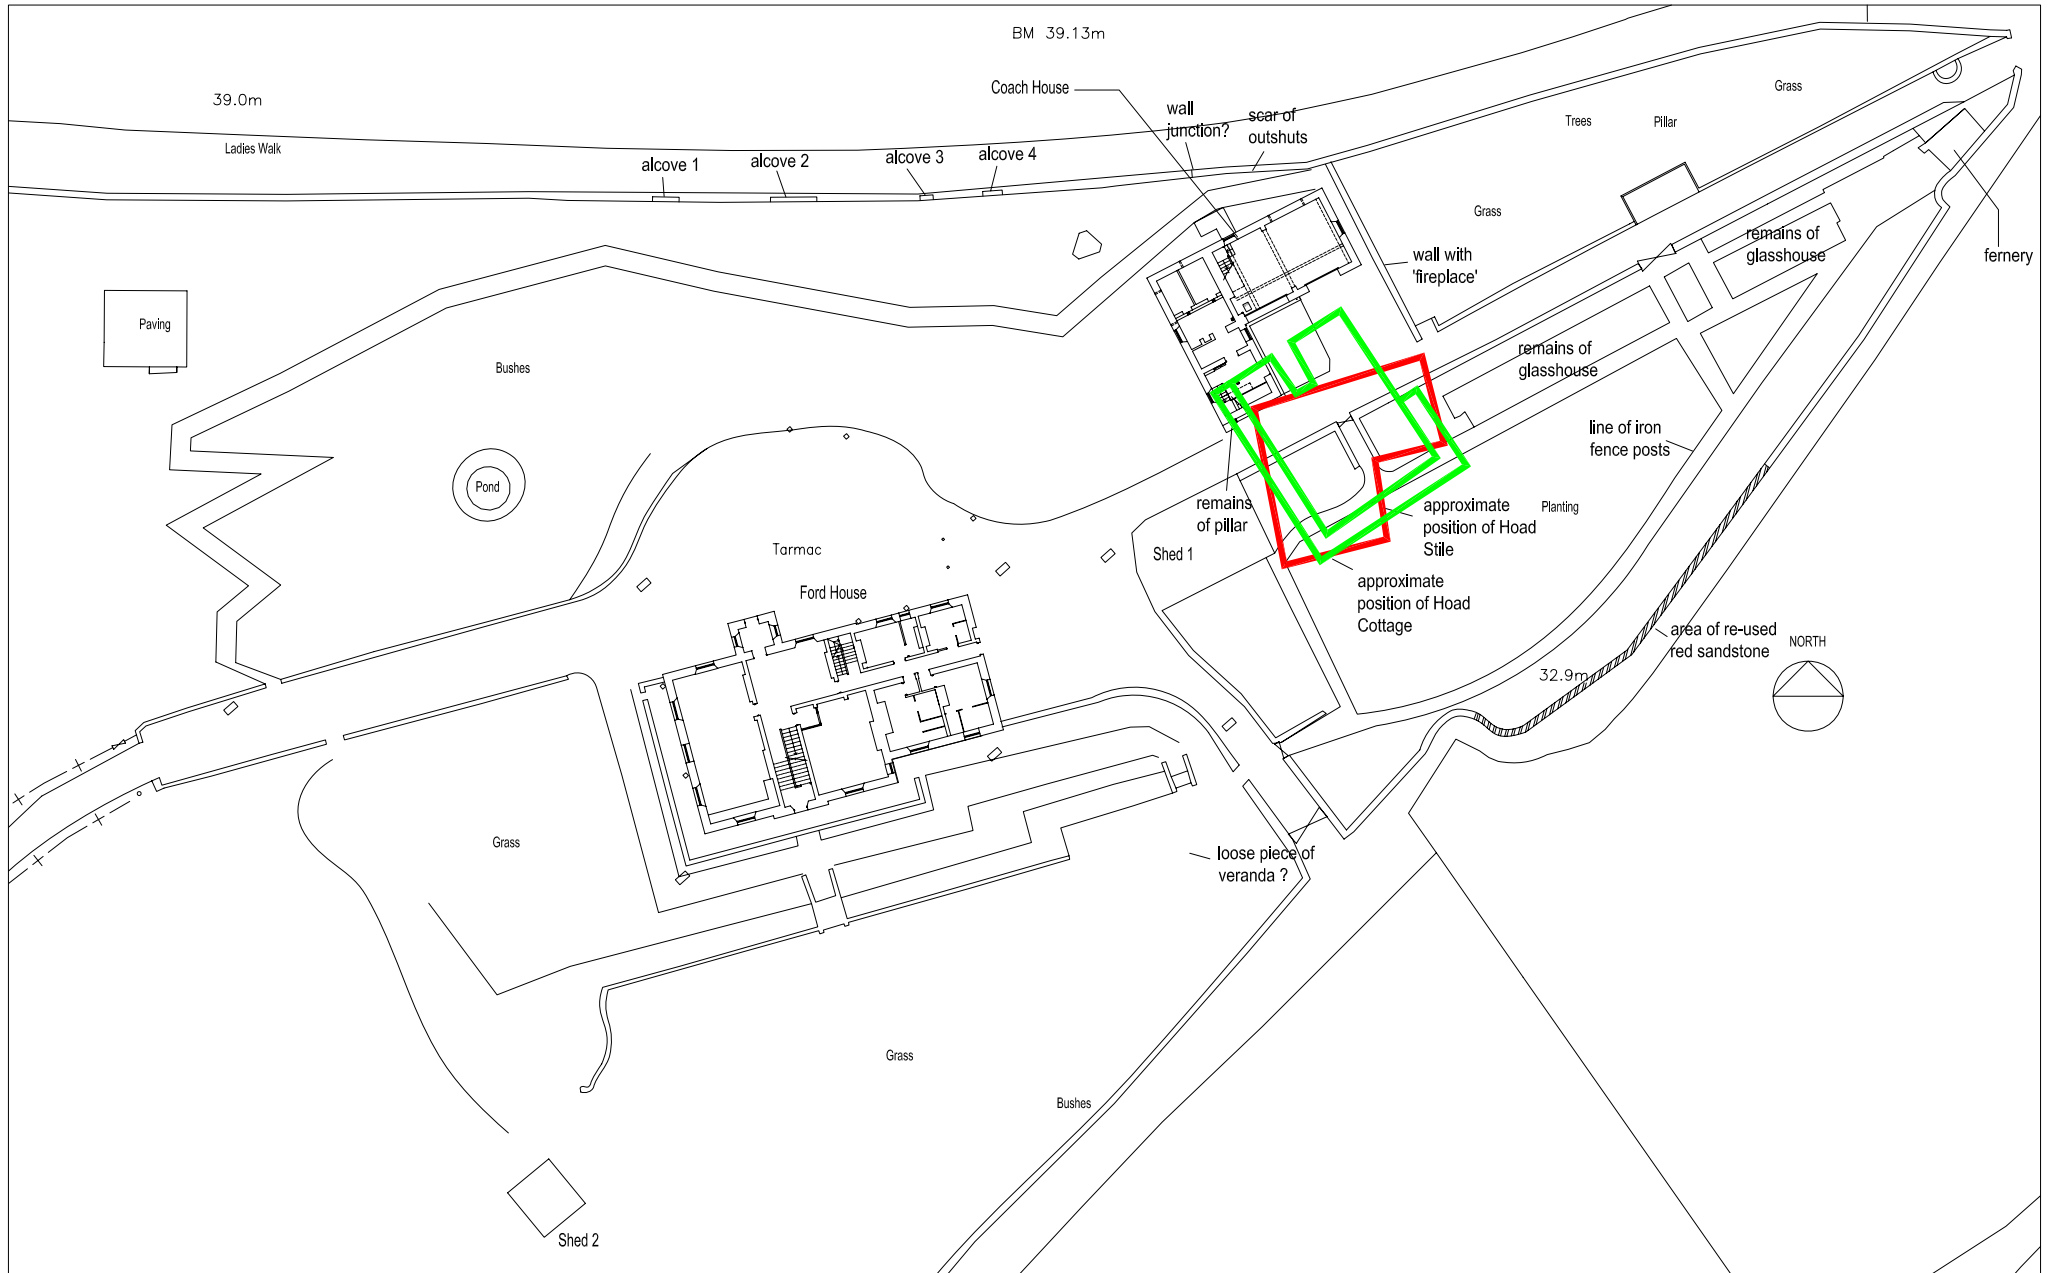 BM 39.13m
39.0m
Ladies Walk
alcove 1
alcove 2
alcove 3
alcove 4
Coach House
wall
junction?
scar of
outshuts
Grass
Trees
Pillar
Grass
remains of
glasshouse
fernery
wall with
'fireplace'
Paving
Bushes
remains of
glasshouse
line of iron
fence posts
Pond
remains
of pillar
approximate
position of Hoad
Stile
Planting
Tarmac
Shed 1
Ford House
approximate
position of Hoad
Cottage
area of re-used
red sandstone
NORTH
32.9m
Grass
loose piece of
veranda ?
Grass
Bushes
Shed 2